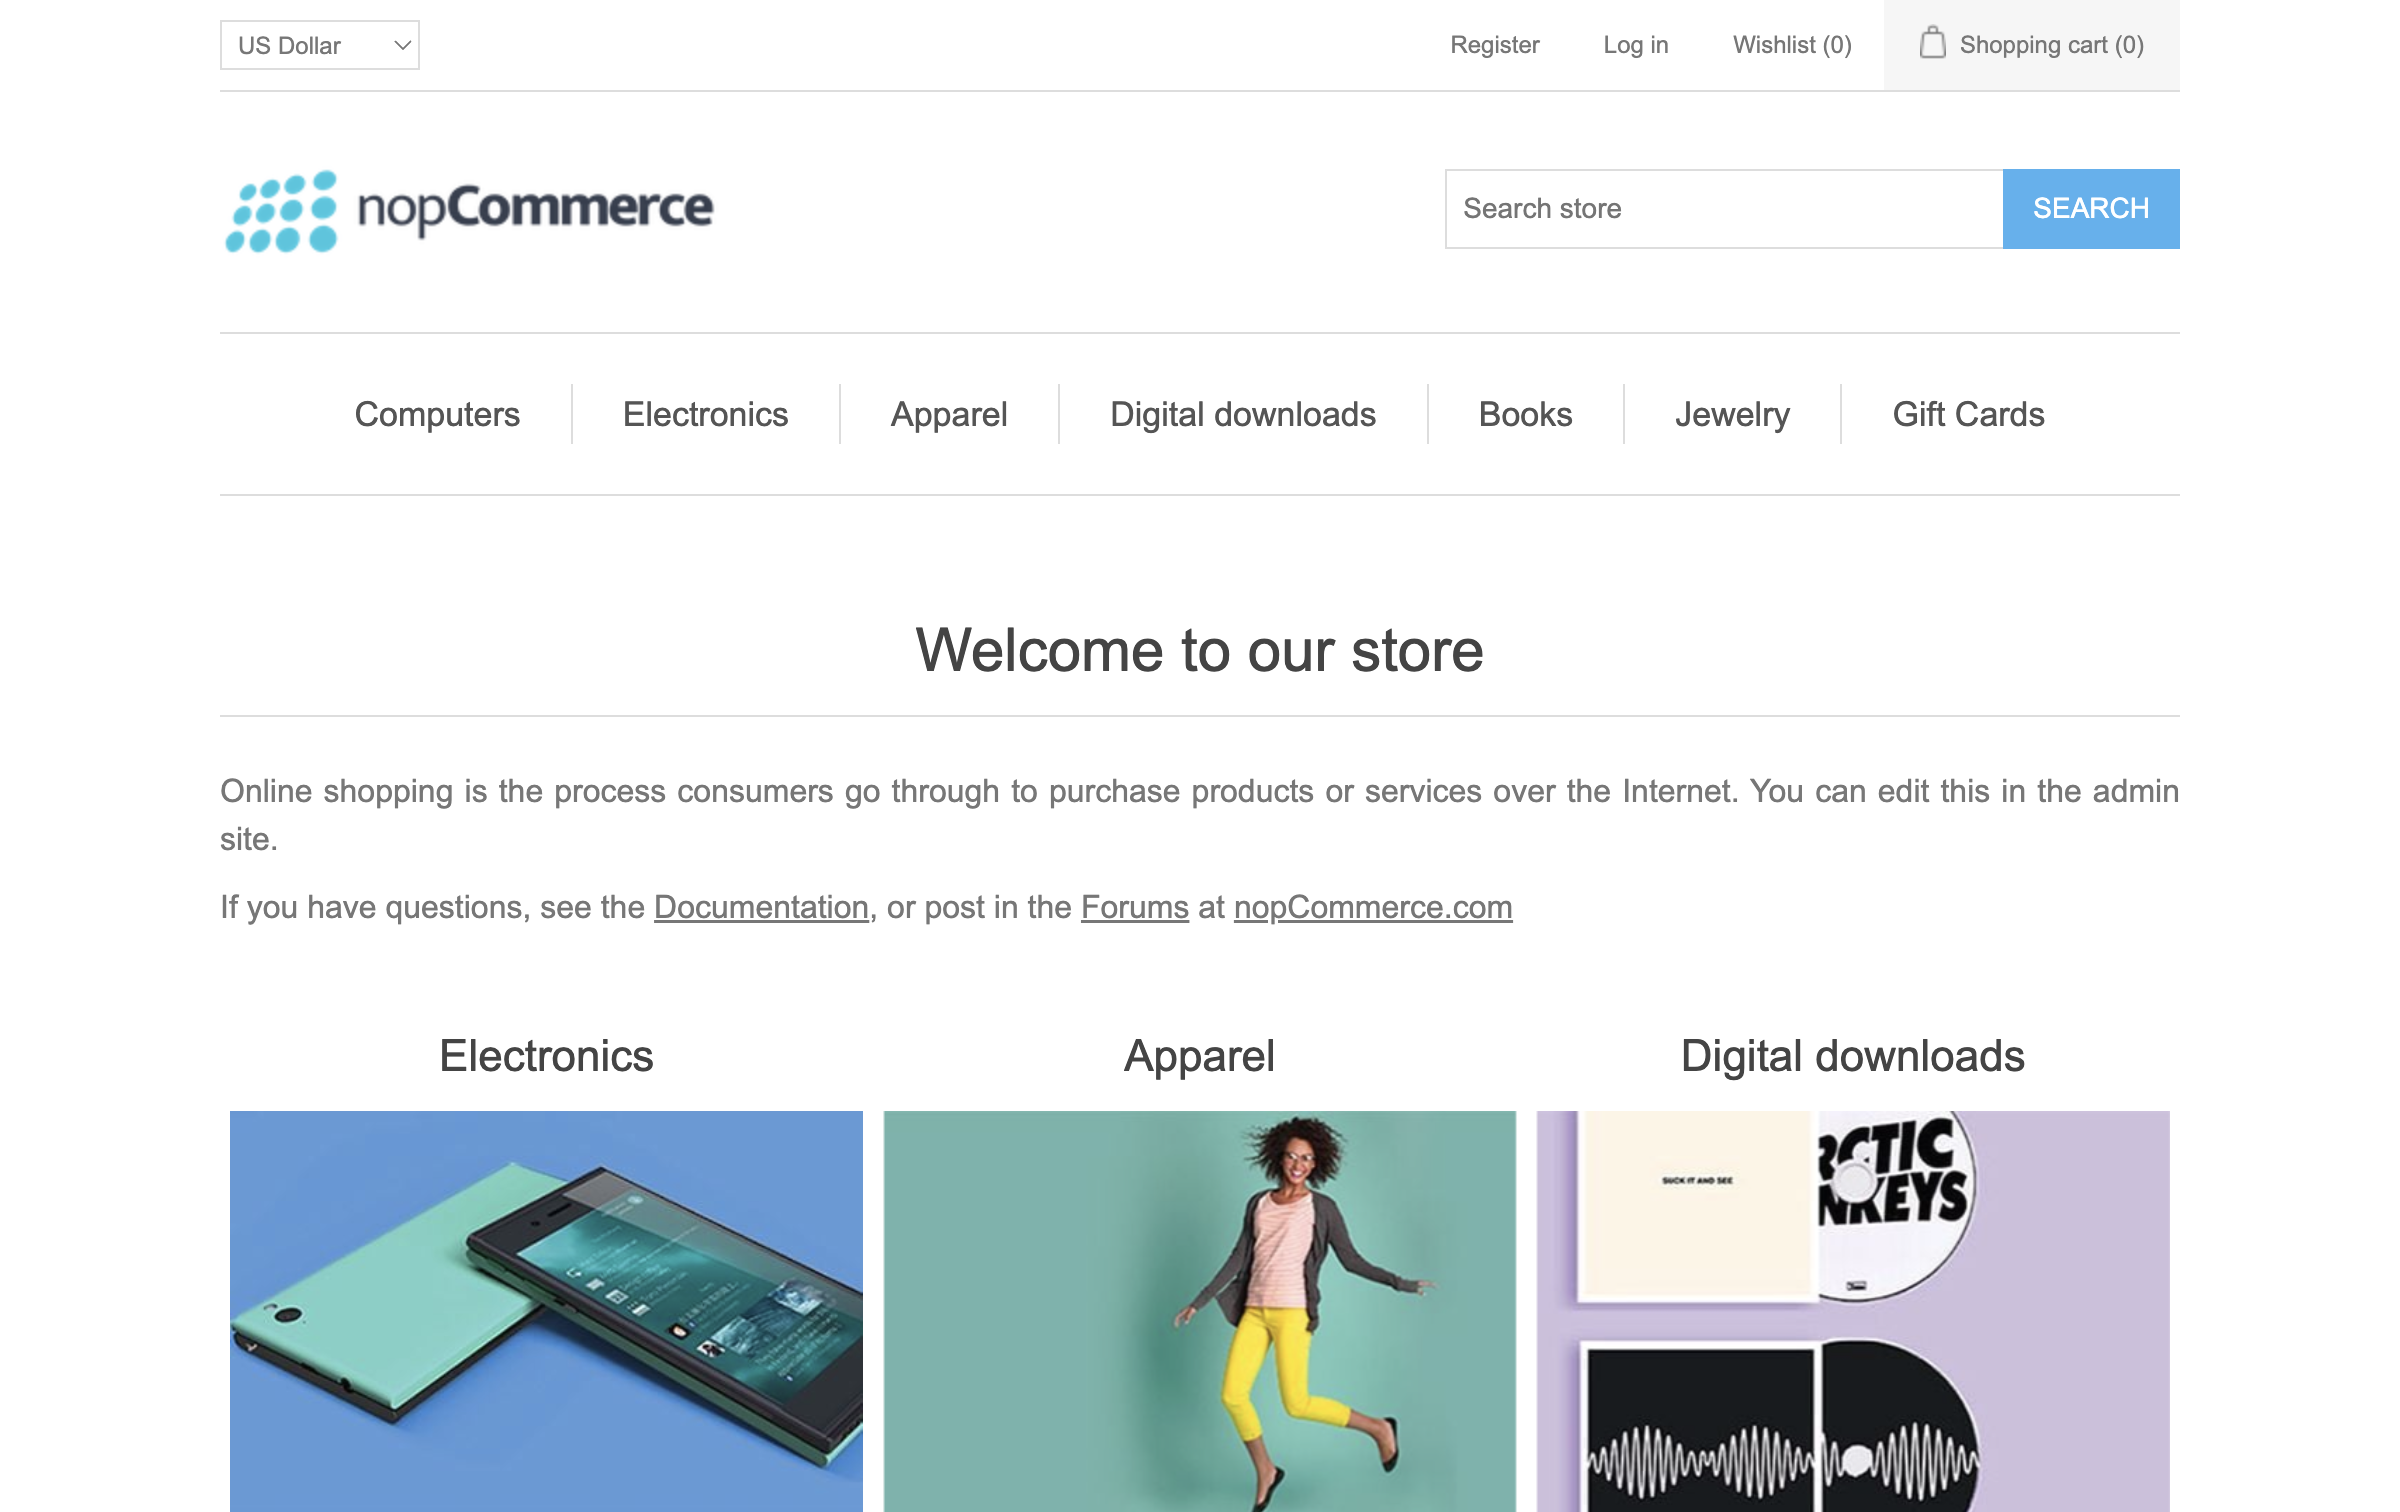 US Dollar
Register
Log in
Wishlist (0)
Shopping cart (0)
nopCommerce
Search store
SEARCH
Computers
Electronics
Apparel
Digital downloads
Books
Jewelry
Gift Cards
Welcome to our store
Online shopping is the process consumers go through to purchase products or services over the Internet. You can edit this in the admin
site.
If you have questions, see the Documentation, or post in the Forums at nopCommerce.com
Electronics
Apparel
Digital downloads
SUCK IT AND SEE
RCTIC
NKEYS